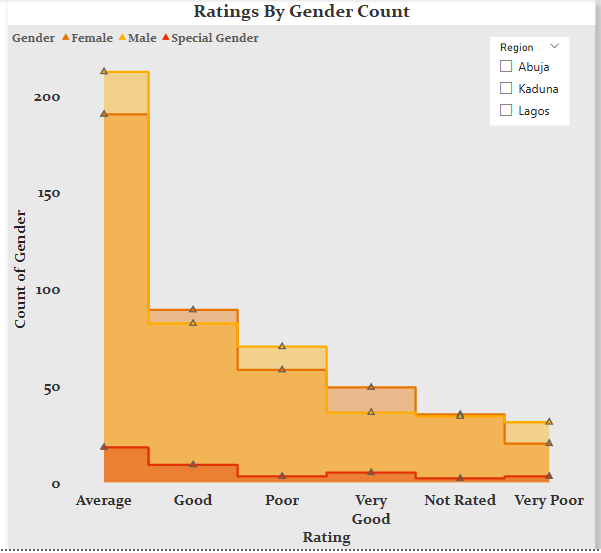 Ratings By Gender Count
Gender Female Male Special Gender
Region
Abuja
Kaduna
Lagos
200
150
100
50
0
Count of Gender
Average Good Poor Very Good Not Rated Very Poor
Rating